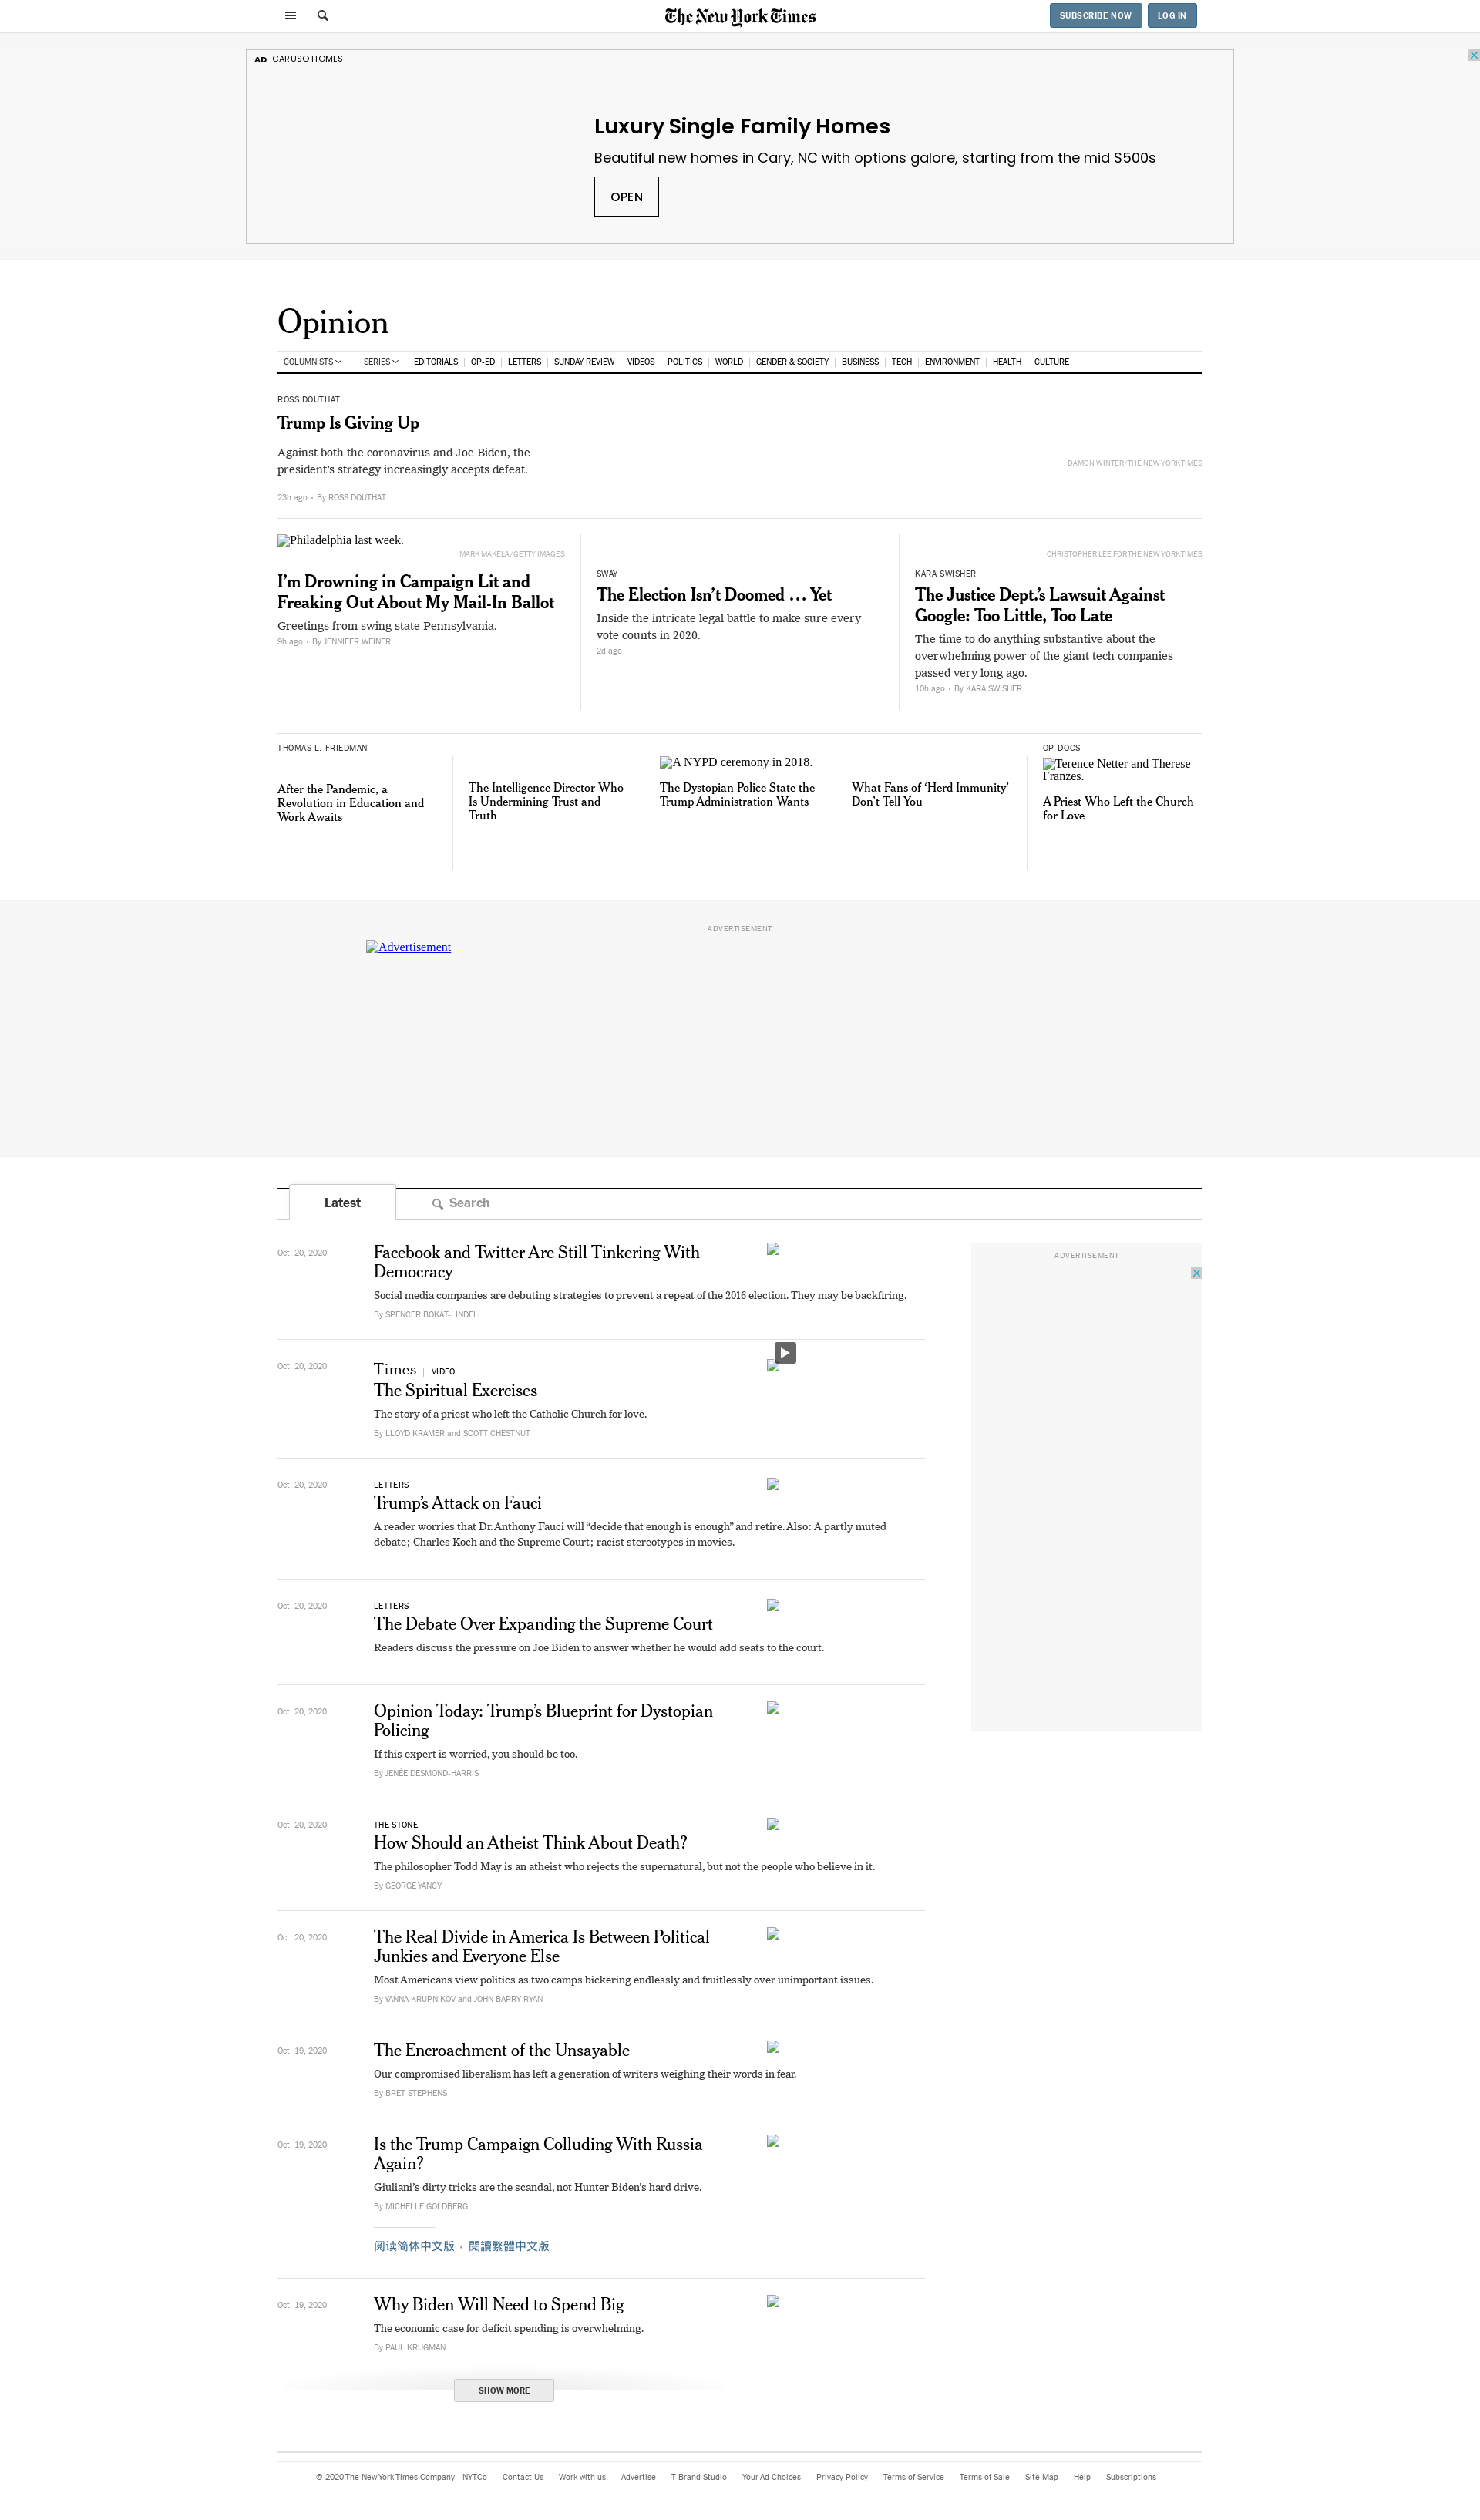 The New York Times
SUBSCRIBE NOW
LOG IN
AD CARUSO HOMES
Luxury Single Family Homes
Beautiful new homes in Cary, NC with options galore, starting from the mid $500s
OPEN
Opinion
COLUMNISTS SERIES EDITORIALS OP-ED LETTERS SUNDAY REVIEW VIDEOS POLITICS WORLD GENDER & SOCIETY BUSINESS TECH ENVIRONMENT HEALTH CULTURE
ROSS DOUTHAT
Trump Is Giving Up
Against both the coronavirus and Joe Biden, the
president's strategy increasingly accepts defeat.
23h ago • By ROSS DOUTHAT
DAMON WINTER/THE NEW YORK TIMES
Philadelphia last week.
MARK MAKELA/GETTY IMAGES
I'm Drowning in Campaign Lit and
Freaking Out About My Mail-In Ballot
Greetings from swing state Pennsylvania.
9h ago • By JENNIFER WEINER
SWAY
The Election Isn't Doomed … Yet
Inside the intricate legal battle to make sure every
vote counts in 2020.
2d ago
CHRISTOPHER LEE FOR THE NEW YORK TIMES
KARA SWISHER
The Justice Dept.'s Lawsuit Against
Google: Too Little, Too Late
The time to do anything substantive about the
overwhelming power of the giant tech companies
passed very long ago.
10h ago • By KARA SWISHER
THOMAS L. FRIEDMAN
After the Pandemic, a
Revolution in Education and
Work Awaits
The Intelligence Director Who
Is Undermining Trust and
Truth
A NYPD ceremony in 2018.
The Dystopian Police State the
Trump Administration Wants
What Fans of 'Herd Immunity'
Don't Tell You
OP-DOCS
Terence Netter and Therese
Franzes.
A Priest Who Left the Church
for Love
ADVERTISEMENT
Advertisement
Latest
Search
ADVERTISEMENT
Oct. 20, 2020
Facebook and Twitter Are Still Tinkering With
Democracy
Social media companies are debuting strategies to prevent a repeat of the 2016 election. They may be backfiring.
By SPENCER BOKAT-LINDELL
Oct. 20, 2020
Times | VIDEO
The Spiritual Exercises
The story of a priest who left the Catholic Church for love.
By LLOYD KRAMER and SCOTT CHESTNUT
Oct. 20, 2020
LETTERS
Trump's Attack on Fauci
A reader worries that Dr. Anthony Fauci will "decide that enough is enough" and retire. Also: A partly muted
debate; Charles Koch and the Supreme Court; racist stereotypes in movies.
Oct. 20, 2020
LETTERS
The Debate Over Expanding the Supreme Court
Readers discuss the pressure on Joe Biden to answer whether he would add seats to the court.
Oct. 20, 2020
Opinion Today: Trump's Blueprint for Dystopian
Policing
If this expert is worried, you should be too.
By JENÉE DESMOND-HARRIS
Oct. 20, 2020
THE STONE
How Should an Atheist Think About Death?
The philosopher Todd May is an atheist who rejects the supernatural, but not the people who believe in it.
By GEORGE YANCY
Oct. 20, 2020
The Real Divide in America Is Between Political
Junkies and Everyone Else
Most Americans view politics as two camps bickering endlessly and fruitlessly over unimportant issues.
By YANNA KRUPNIKOV and JOHN BARRY RYAN
Oct. 19, 2020
The Encroachment of the Unsayable
Our compromised liberalism has left a generation of writers weighing their words in fear.
By BRET STEPHENS
Oct. 19, 2020
Is the Trump Campaign Colluding With Russia
Again?
Giuliani's dirty tricks are the scandal, not Hunter Biden's hard drive.
By MICHELLE GOLDBERG
阅读简体中文版 • 閱讀繁體中文版
Oct. 19, 2020
Why Biden Will Need to Spend Big
The economic case for deficit spending is overwhelming.
By PAUL KRUGMAN
SHOW MORE
© 2020 The New York Times Company NYTCo Contact Us Work with us Advertise T Brand Studio Your Ad Choices Privacy Policy Terms of Service Terms of Sale Site Map Help Subscriptions